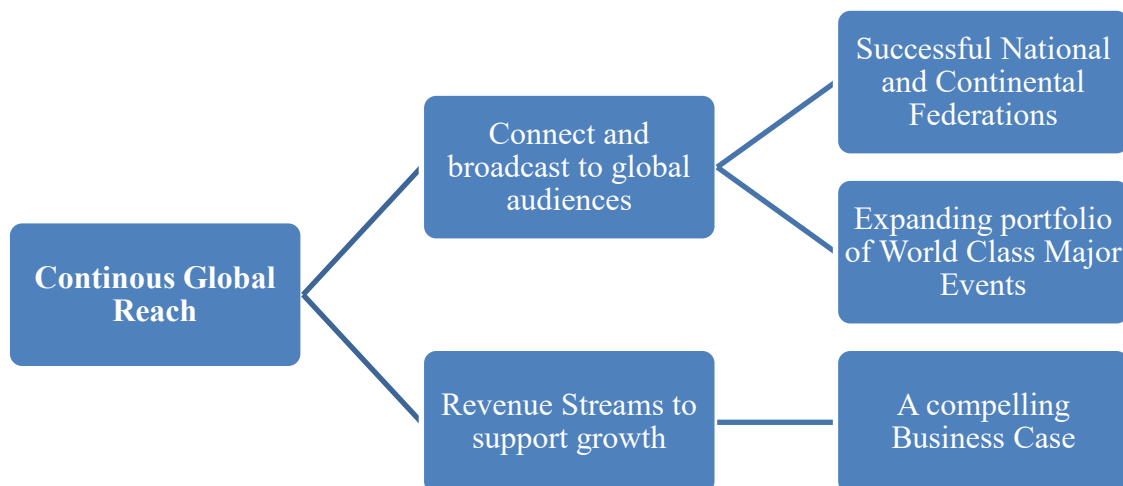 Continous Global
Reach
Connect and
broadcast to global
audiences
Successful National
and Continental
Federations
Expanding portfolio
of World Class Major
Events
Revenue Streams to
support growth
A compelling
Business Case